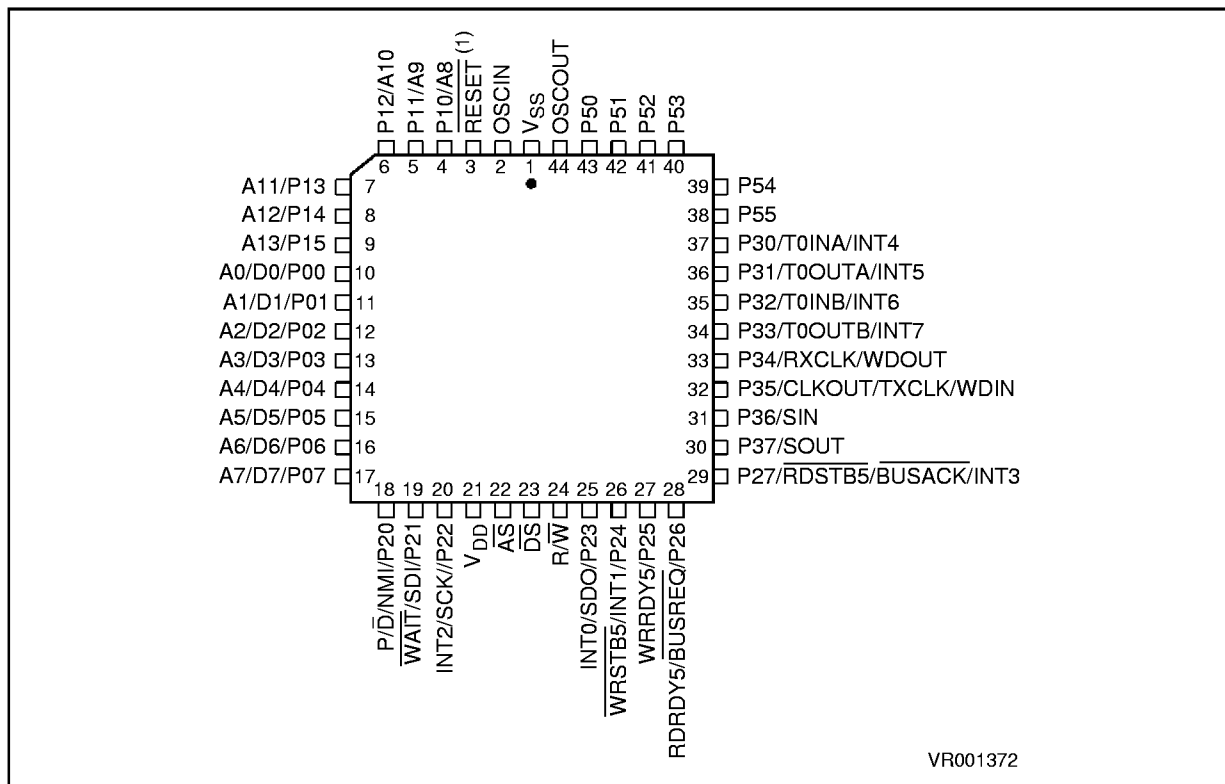 P12/A10
P11/A9
P10/A8
RESET (1)
OSCIN
VSS
OSCOUT
P50
P51
P52
P53
6 5 4 3 2 1 44 43 42 41 40
A11/P13 7
A12/P14 8
A13/P15 9
A0/D0/P00 10
A1/D1/P01 11
A2/D2/P02 12
A3/D3/P03 13
A4/D4/P04 14
A5/D5/P05 15
A6/D6/P06 16
A7/D7/P07 17
39 P54
38 P55
37 P30/T0INA/INT4
36 P31/T0OUTA/INT5
35 P32/T0INB/INT6
34 P33/T0OUTB/INT7
33 P34/RXCLK/WDOUT
32 P35/CLKOUT/TXCLK/WDIN
31 P36/SIN
30 P37/SOUT
29 P27/RDSTB5/BUSACK/INT3
18 19 20 21 22 23 24 25 26 27 28
P/D/NMI/P20
WAIT/SDI/P21
INT2/SCK//P22
VDD
AS
DS
R/W
INT0/SDO/P23
WRSTB5/INT1/P24
WRRDY5/P25
RDRDY5/BUSREQ/P26
VR001372